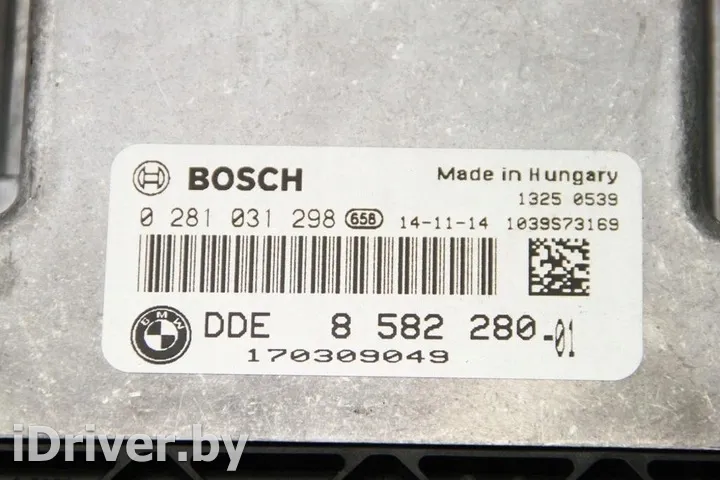 BOSCH
Made in Hungary
1325 0539
0 281 031 298 658 14-11-14 1039S73169
BMW
DDE 8 582 280-01
170309049
iDriver.by